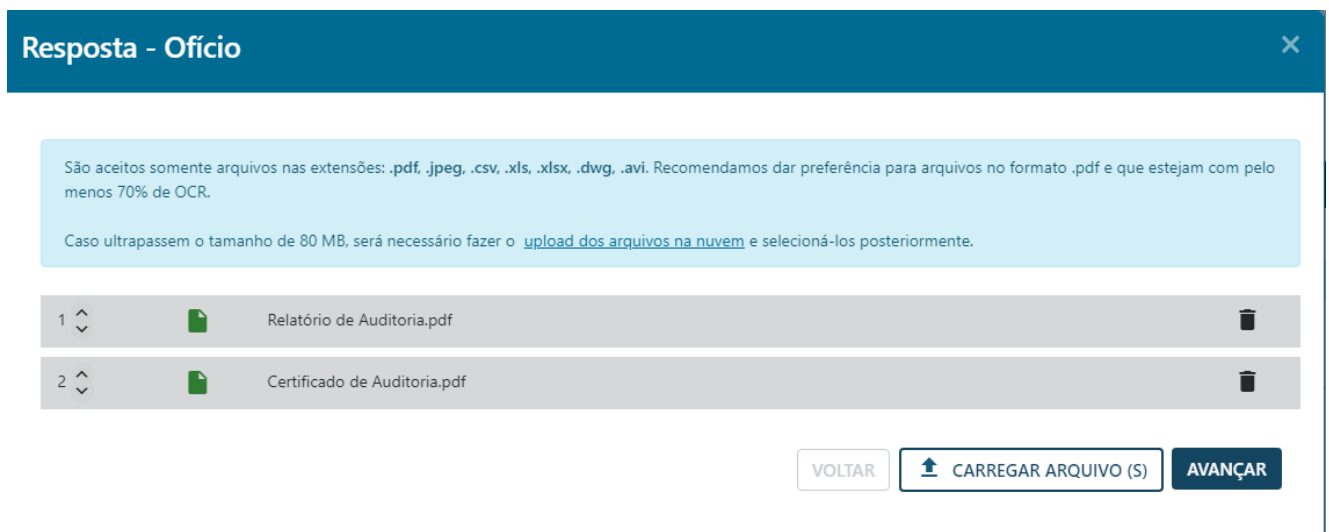 Resposta - Ofício
São aceitos somente arquivos nas extensões: .pdf, .jpeg, .csv, .xls, .xlsx, .dwg, .avi. Recomendamos dar preferência para arquivos no formato .pdf e que estejam com pelo
menos 70% de OCR.
Caso ultrapassem o tamanho de 80 MB, será necessário fazer o upload dos arquivos na nuvem e selecioná-los posteriormente.
1 Relatório de Auditoria.pdf
2 Certificado de Auditoria.pdf
VOLTAR CARREGAR ARQUIVO (S) AVANÇAR